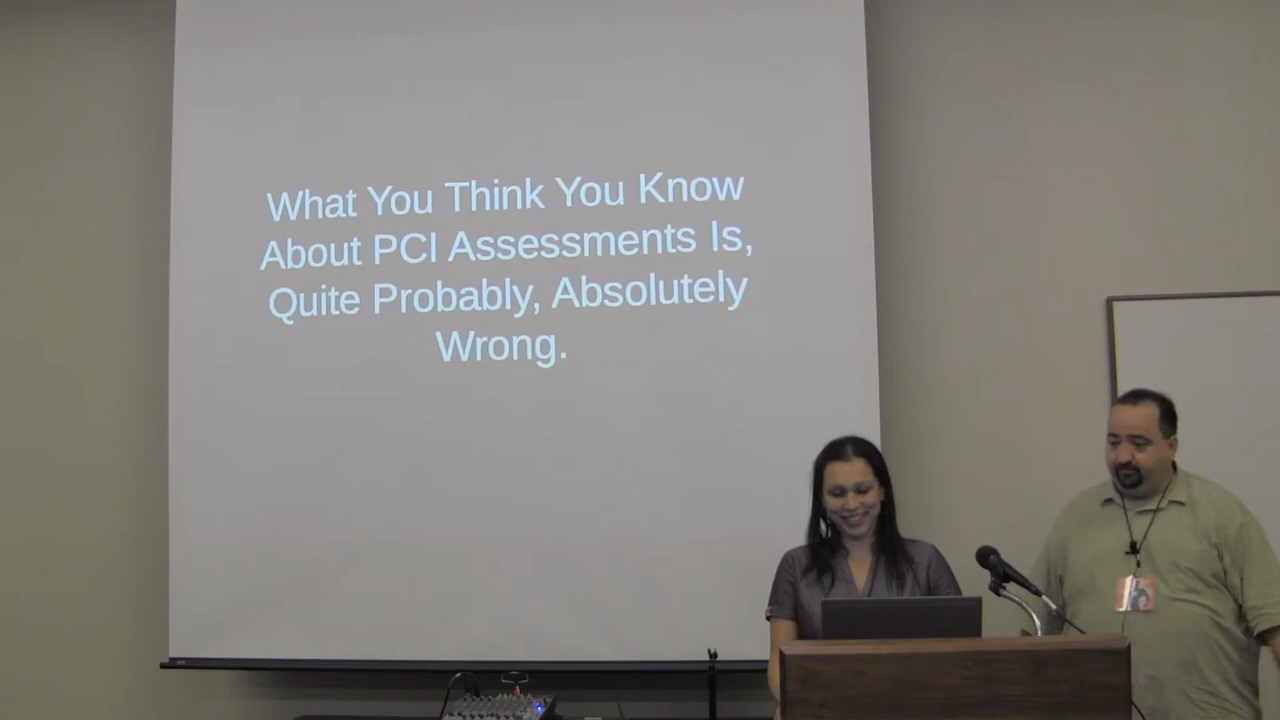 What You Think You Know
About PCI Assessments Is,
Quite Probably, Absolutely
Wrong.